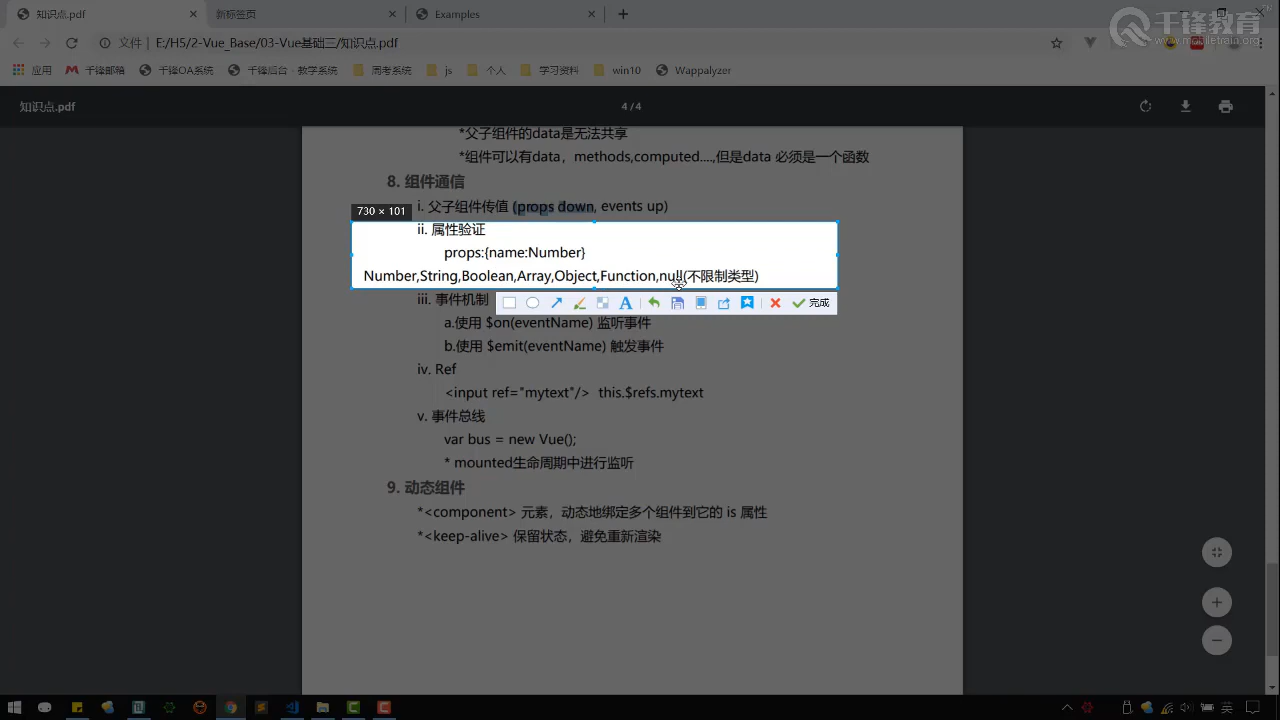 知识点.pdf
新标签页
Examples
千锋教育
www.mobiletrain.org
文件 | E:/H5/2-Vue_Base/03-Vue基础三/知识点.pdf
应用
千锋邮箱
千锋OA系统
千锋后台 · 教学系统
周考系统
js
个人
学习资料
win10
Wappalyzer
知识点.pdf
4 / 4
*父子组件的data是无法共享
*组件可以有data，methods,computed....,但是data 必须是一个函数
8. 组件通信
i. 父子组件传值 (props down, events up)
730 × 101
ii. 属性验证
props:{name:Number}
Number,String,Boolean,Array,Object,Function,null(不限制类型)
iii. 事件机制
A
完成
a.使用 $on(eventName) 监听事件
b.使用 $emit(eventName) 触发事件
iv. Ref
<input ref="mytext"/> this.$refs.mytext
v. 事件总线
var bus = new Vue();
* mounted生命周期中进行监听
9. 动态组件
*<component> 元素，动态地绑定多个组件到它的 is 属性
*<keep-alive> 保留状态，避免重新渲染
英